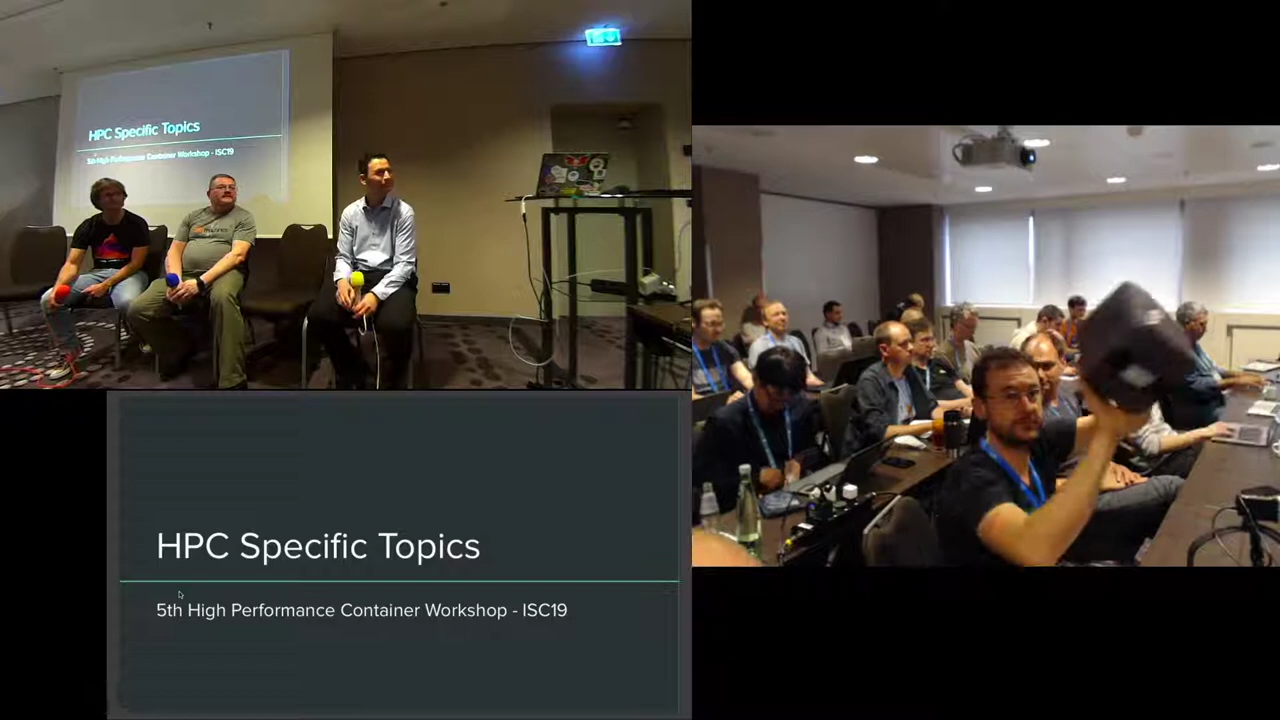 HPC Specific Topics
5th High Performance Container Workshop - ISC19
HPC Specific Topics
5th High Performance Container Workshop - ISC19